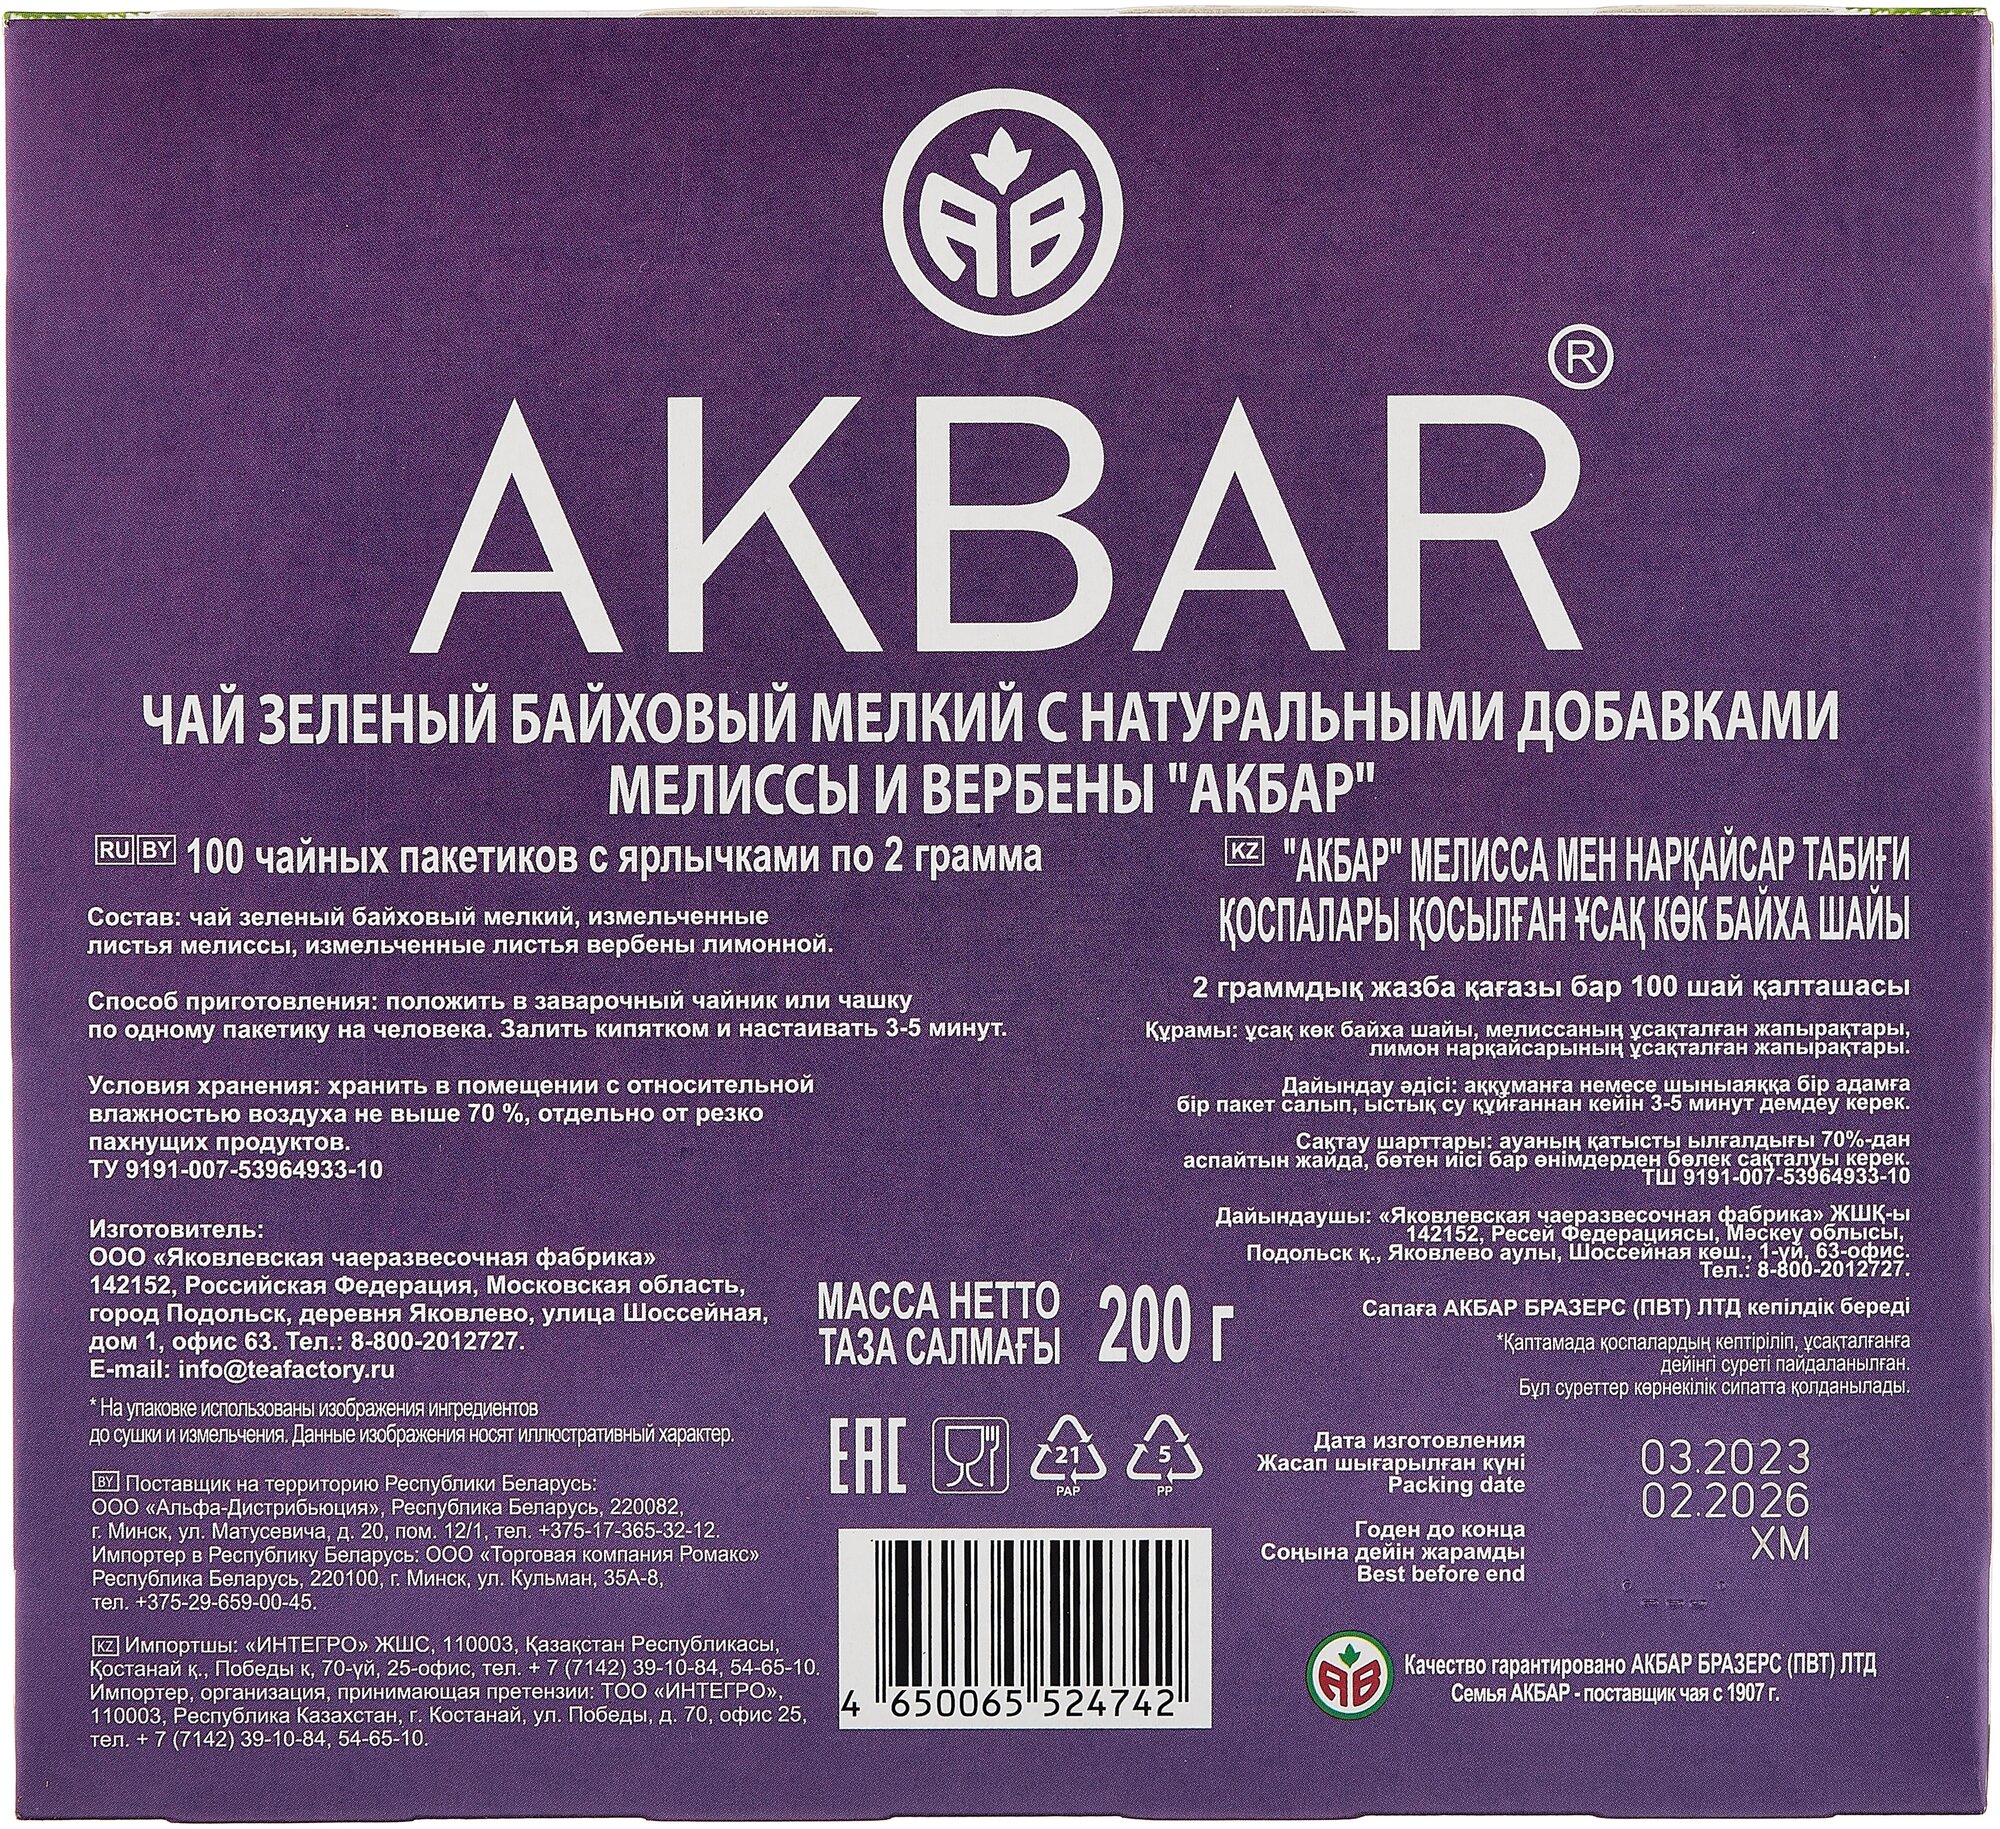 AB
AKBAR®
ЧАЙ ЗЕЛЕНЫЙ БАЙХОВЫЙ МЕЛКИЙ С НАТУРАЛЬНЫМИ ДОБАВКАМИ
МЕЛИССЫ И ВЕРБЕНЫ "АКБАР"
RU BY 100 чайных пакетиков с ярлычками по 2 грамма
Состав: чай зеленый байховый мелкий, измельченные
листья мелиссы, измельченные листья вербены лимонной.
Способ приготовления: положить в заварочный чайник или чашку
по одному пакетику на человека. Залить кипятком и настаивать 3-5 минут.
Условия хранения: хранить в помещении с относительной
влажностью воздуха не выше 70 %, отдельно от резко
пахнущих продуктов.
ТУ 9191-007-53964933-10
Изготовитель:
ООО «Яковлевская чаеразвесочная фабрика»
142152, Российская Федерация, Московская область,
город Подольск, деревня Яковлево, улица Шоссейная,
дом 1, офис 63. Тел.: 8-800-2012727.
E-mail: info@teafactory.ru
* На упаковке использованы изображения ингредиентов
до сушки и измельчения. Данные изображения носят иллюстративный характер.
BY Поставщик на территорию Республики Беларусь:
ООО «Альфа-Дистрибьюция», Республика Беларусь, 220082,
г. Минск, ул. Матусевича, д. 20, пом. 12/1, тел. +375-17-365-32-12.
Импортер в Республику Беларусь: ООО «Торговая компания Ромакс»
Республика Беларусь, 220100, г. Минск, ул. Кульман, 35А-8,
тел. +375-29-659-00-45.
KZ Импортшы: «ИНТЕГРО» ЖШС, 110003, Қазақстан Республикасы,
Қостанай қ., Победы к, 70-үй, 25-офис, тел. + 7 (7142) 39-10-84, 54-65-10.
Импортер, организация, принимающая претензии: ТОО «ИНТЕГРО»,
110003, Республика Казахстан, г. Костанай, ул. Победы, д. 70, офис 25,
тел. + 7 (7142) 39-10-84, 54-65-10.
KZ "АКБАР" МЕЛИССА МЕН НАРҚАЙСАР ТАБИҒИ
ҚОСПАЛАРЫ ҚОСЫЛҒАН ҰСАҚ КӨК БАЙХА ШАЙЫ
2 граммдық жазба қағазы бар 100 шай қалташасы
Құрамы: ұсақ көк байха шайы, мелиссаның ұсақталған жапырақтары,
лимон нарқайсарының ұсақталған жапырақтары.
Дайындау әдісі: аққұманға немесе шыныаяққа бір адамға
бір пакет салып, ыстық су құйғаннан кейін 3-5 минут демдеу керек.
Сақтау шарттары: ауаның қатысты ылғалдығы 70%-дан
аспайтын жайда, бөтен иісі бар өнімдерден бөлек сақталуы керек.
ТШ 9191-007-53964933-10
Дайындаушы: «Яковлевская чаеразвесочная фабрика» ЖШҚ-ы
142152, Ресей Федерациясы, Мәскеу облысы,
Подольск қ., Яковлево аулы, Шоссейная көш., 1-үй, 63-офис.
Тел.: 8-800-2012727.
Сапаға АКБАР БРАЗЕРС (ПВТ) ЛТД кепілдік береді
*Қаптамада қоспалардың кептіріліп, ұсақталғанға
дейінгі суреті пайдаланылған.
Бұл суреттер көрнекілік сипатта қолданылады.
МАССА НЕТТО
ТАЗА САЛМАҒЫ 200 г
EAC
21
PAP
5
PP
4 650065 524742
Дата изготовления
Жасап шығарылған күні
Packing date
Годен до конца
Соңына дейін жарамды
Best before end
03.2023
02.2026
XM
AB
Качество гарантировано АКБАР БРАЗЕРС (ПВТ) ЛТД
Семья АКБАР - поставщик чая с 1907 г.